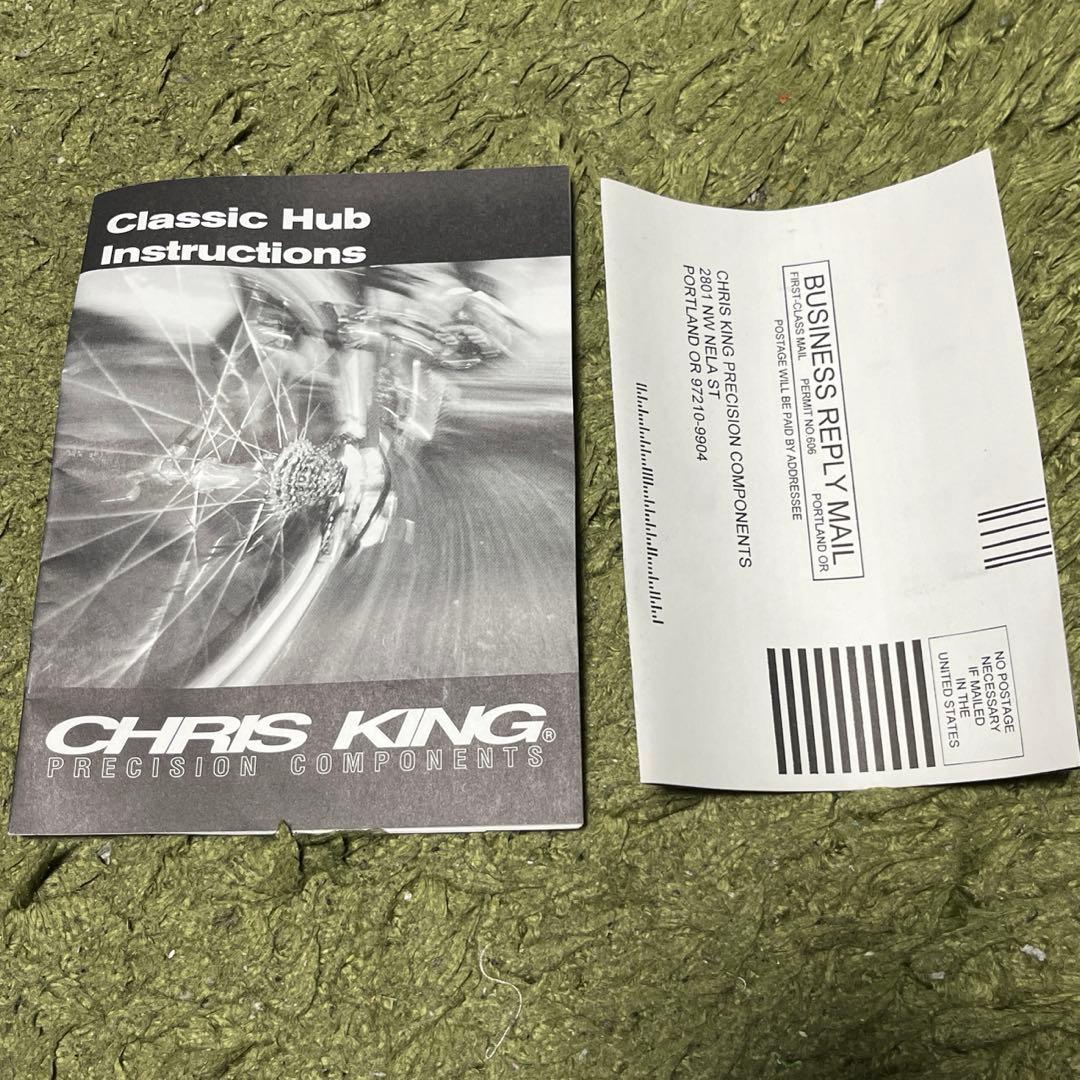 Classic Hub
Instructions
CHRIS KING®
PRECISION COMPONENTS
NO POSTAGE
NECESSARY
IF MAILED
IN THE
UNITED STATES
BUSINESS REPLY MAIL
FIRST-CLASS MAIL PERMIT NO 606 PORTLAND OR
POSTAGE WILL BE PAID BY ADDRESSEE
CHRIS KING PRECISION COMPONENTS
2801 NW NELA ST
PORTLAND OR 97210-9904